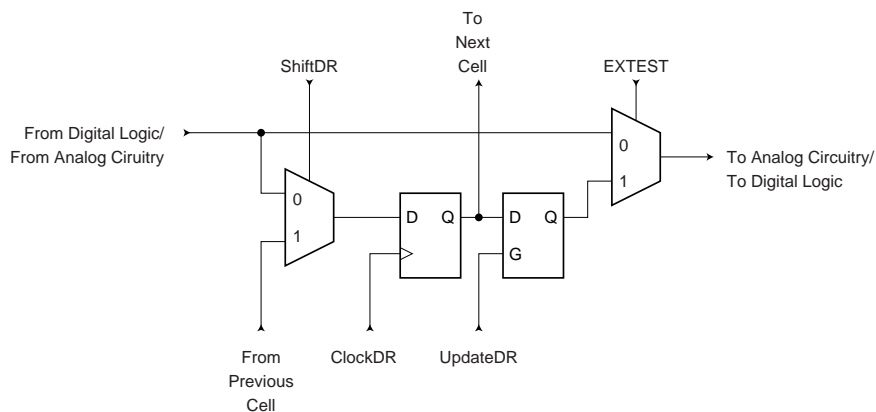 To
Next
Cell
ShiftDR
EXTEST
From Digital Logic/
From Analog Ciruitry
0
1
To Analog Circuitry/
To Digital Logic
0
1
D Q
D Q
G
From
Previous
Cell
ClockDR
UpdateDR